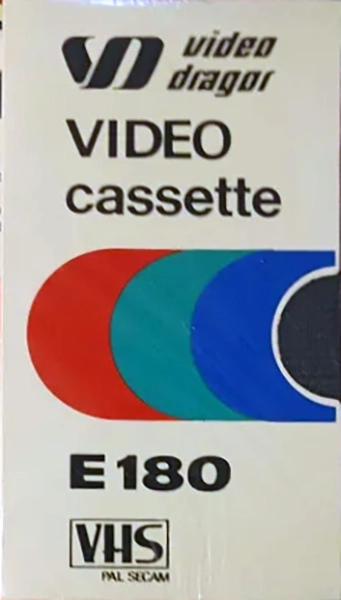 video
dragor
VIDEO
cassette
E180
VHS
PAL SECAM